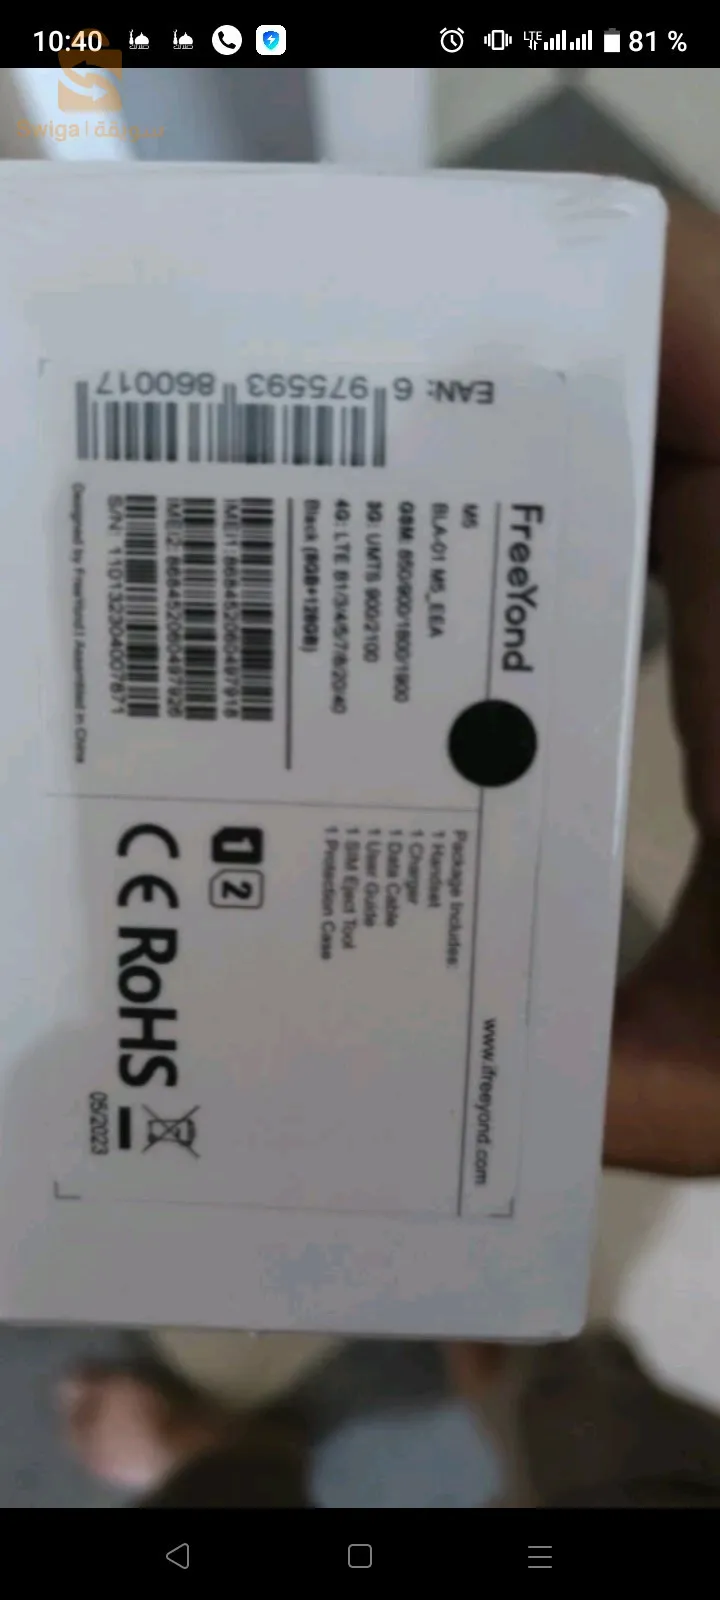 10:40
LTE
81 %
Swiga | سويقة
EAN: 6 975593 860017
FreeYond
M5
BLA-01 M5_EEA
GSM 850/900/1800/1900
3G: UMTS 900/2100
4G: LTE B1/3/4/5/7/8/20/40
Black (8GB+128GB)
IMEI1: 868452060497918
IMEI2: 868452060497926
S/N: 1101322304007871
Designed by FreeYond | Assembled in China
www.ifreeyond.com
Package Includes:
1 Handset
1 Charger
1 Data Cable
1 User Guide
1 SIM Eject Tool
1 Protection Case
1 2
CE RoHS
05/2023